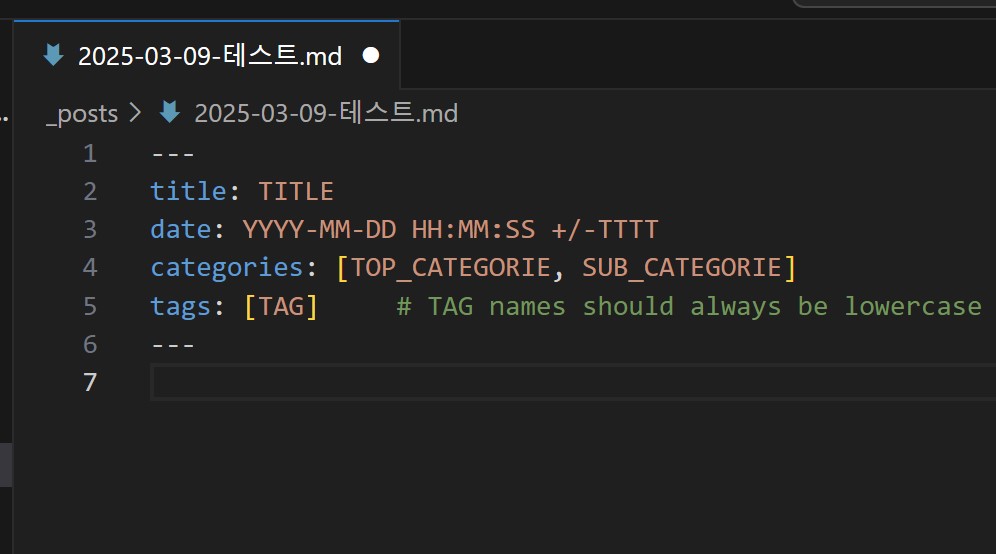 2025-03-09-테스트.md
_posts > 2025-03-09-테스트.md
1 ---
2 title: TITLE
3 date: YYYY-MM-DD HH:MM:SS +/-TTTT
4 categories: [TOP_CATEGORIE, SUB_CATEGORIE]
5 tags: [TAG]     # TAG names should always be lowercase
6 ---
7